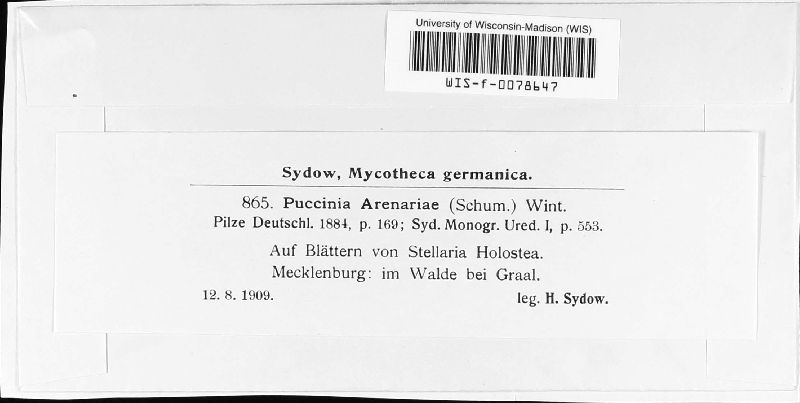 University of Wisconsin-Madison (WIS)
WIS-f-0078647
Sydow, Mycotheca germanica.
865. Puccinia Arenariae (Schum.) Wint.
Pilze Deutschl. 1884, p. 169; Syd. Monogr. Ured. I, p. 553.
Auf Blättern von Stellaria Holostea.
Mecklenburg: im Walde bei Graal.
12. 8. 1909. leg. H. Sydow.